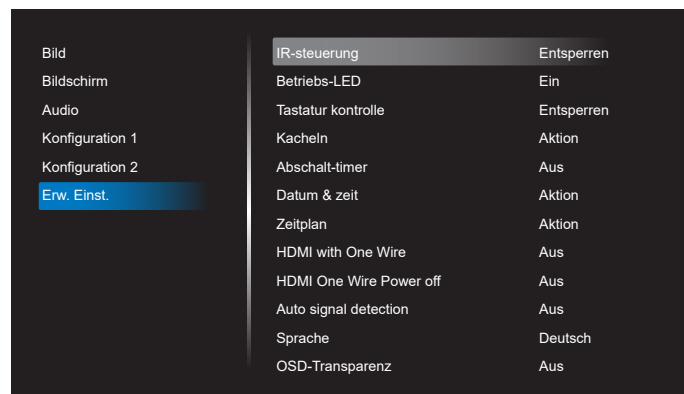 Bild
Bildschirm
Audio
Konfiguration 1
Konfiguration 2
Erw. Einst.
IR-steuerung Entsperren
Betriebs-LED Ein
Tastatur kontrolle Entsperren
Kacheln Aktion
Abschalt-timer Aus
Datum & zeit Aktion
Zeitplan Aktion
HDMI with One Wire Aus
HDMI One Wire Power off Aus
Auto signal detection Aus
Sprache Deutsch
OSD-Transparenz Aus